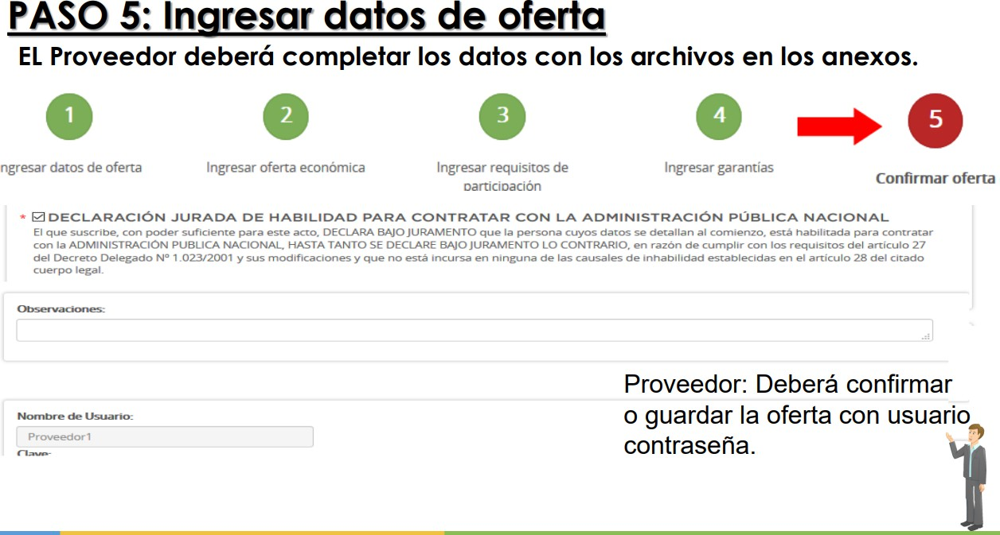 PASO 5: Ingresar datos de oferta
EL Proveedor deberá completar los datos con los archivos en los anexos.
1
2
3
4
5
ngresar datos de oferta
Ingresar oferta económica
Ingresar requisitos de
participación
Ingresar garantías
Confirmar oferta
* DECLARACIÓN JURADA DE HABILIDAD PARA CONTRATAR CON LA ADMINISTRACIÓN PÚBLICA NACIONAL
El que suscribe, con poder suficiente para este acto, DECLARA BAJO JURAMENTO que la persona cuyos datos se detallan al comienzo, está habilitada para contratar
con la ADMINISTRACIÓN PUBLICA NACIONAL, HASTA TANTO SE DECLARE BAJO JURAMENTO LO CONTRARIO, en razón de cumplir con los requisitos del artículo 27
del Decreto Delegado Nº 1.023/2001 y sus modificaciones y que no está incursa en ninguna de las causales de inhabilidad establecidas en el artículo 28 del citado
cuerpo legal.
Observaciones:
Proveedor: Deberá confirmar
o guardar la oferta con usuario
contraseña.
Nombre de Usuario:
Proveedor1
Clave: